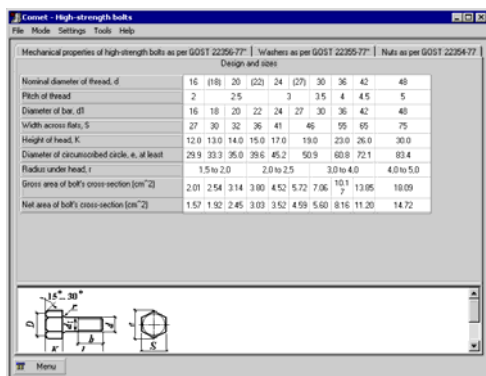 Comet - High-strength bolts
File Mode Settings Tools Help
Mechanical properties of high-strength bolts as per GOST 22356-77* Washers as per GOST 22355-77* Nuts as per GOST 22354-77
Design and sizes
Nominal diameter of thread, d 16 (18) 20 (22) 24 (27) 30 36 42 48
Pitch of thread 2 2.5 3 3.5 4 4.5 5
Diameter of bar, d1 16 18 20 22 24 27 30 36 42 48
Width across flats, S 27 30 32 36 41 46 55 65 75
Height of head, K 12.0 13.0 14.0 15.0 17.0 19.0 23.0 26.0 30.0
Diameter of circumscribed circle, e, at least 29.9 33.3 35.0 39.6 45.2 50.9 60.8 72.1 83.4
Radius under head, r 1,5 to 2,0 2,0 to 2,5 3,0 to 4,0 4,0 to 5,0
Gross area of bolt's cross-section (cm^2) 2.01 2.54 3.14 3.80 4.52 5.72 7.06 10.1
7 13.85 18.09
Net area of bolt's cross-section (cm^2) 1.57 1.92 2.45 3.03 3.52 4.59 5.60 8.16 11.20 14.72
15°... 30°
r
D d1 d e
b
K l S
Menu